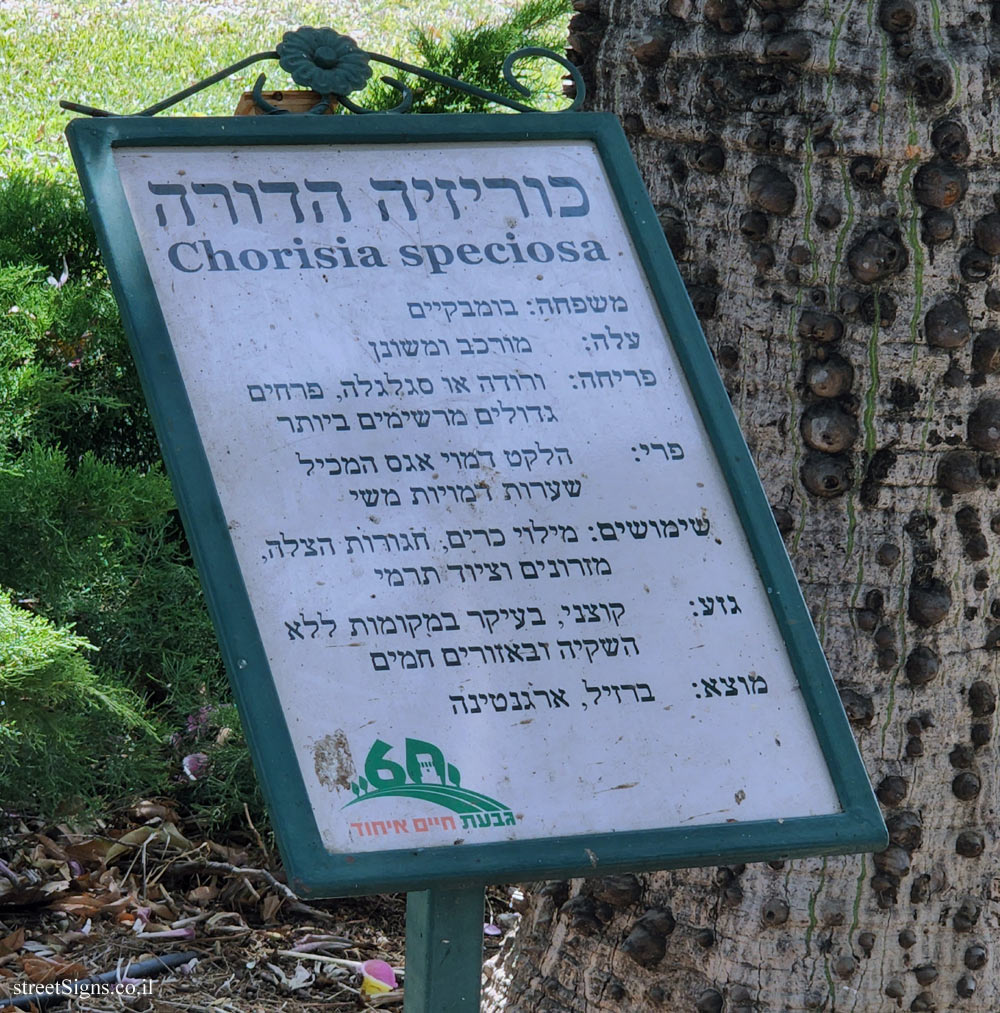 כוריזיה הדורה
Chorisia speciosa
משפחה: בומבקיים
עלה: מורכב ומשונן
פריחה: ורודה או סגלגלה, פרחים
גדולים מרשימים ביותר
פרי: הלקט דמוי אגס המכיל
שערות דמויות משי
שימושים: מילוי כרים, חגורות הצלה,
מזרונים וציוד תרמי
גזע: קוצני, בעיקר במקומות ללא
השקיה ובאזורים חמים
מוצא: ברזיל, ארגנטינה
גבעת חיים איחוד
streetSigns.co.il